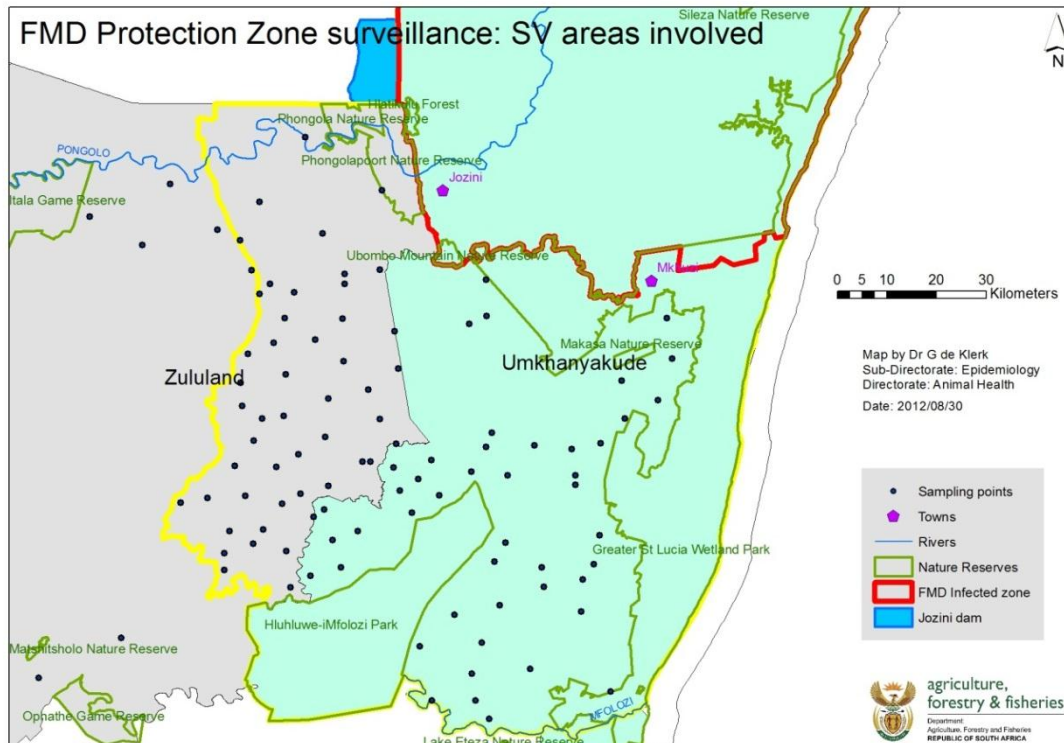 FMD Protection Zone surveillance: SV areas involved
Sileza Nature Reserve
N
Hlatikulu Forest
Phongola Nature Reserve
PONGOLO
Phongolapoort Nature Reserve
Jozini
Itala Game Reserve
Ubombo Mountain Nature Reserve
Mkhuzi
0 5 10 20 30
Kilometers
Makasa Nature Reserve
Zululand
Umkhanyakude
Map by Dr G de Klerk
Sub-Directorate: Epidemiology
Directorate: Animal Health
Date: 2012/08/30
Sampling points
Towns
Rivers
Nature Reserves
FMD Infected zone
Jozini dam
Greater St Lucia Wetland Park
Hluhluwe-iMfolozi Park
Matshitsholo Nature Reserve
Ophathe Game Reserve
MFOLOZI
Lake Eteza Nature Reserve
agriculture,
forestry & fisheries
Department:
Agriculture, Forestry and Fisheries
REPUBLIC OF SOUTH AFRICA